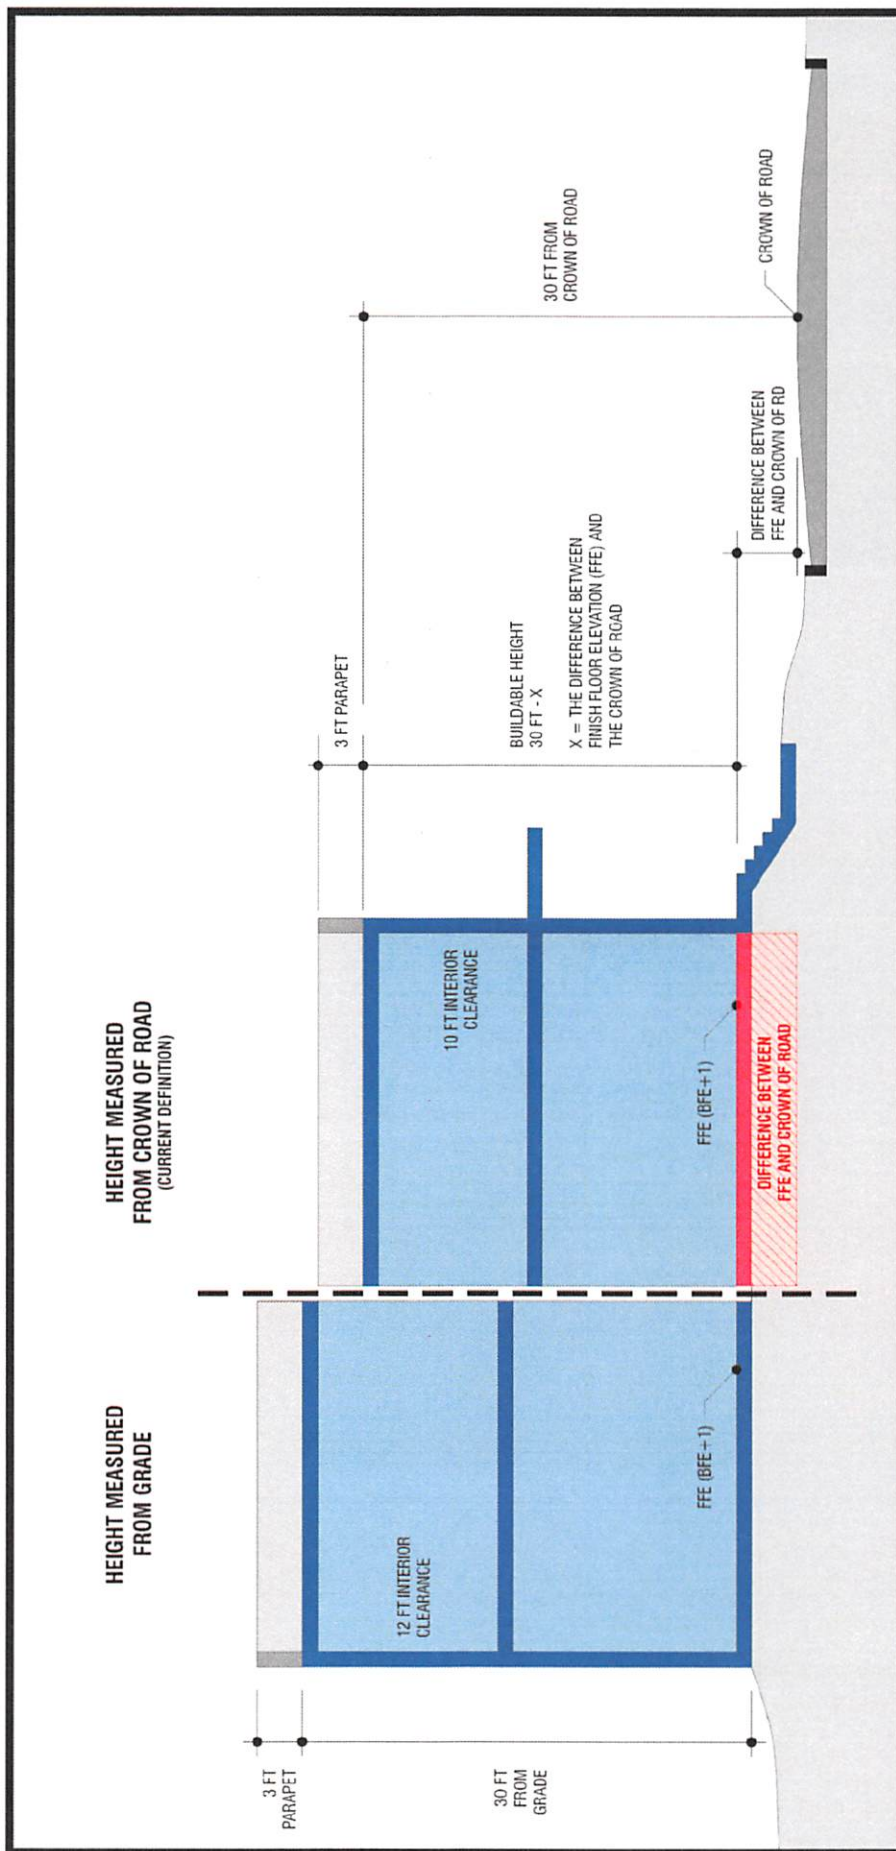 HEIGHT MEASURED
FROM GRADE
HEIGHT MEASURED
FROM CROWN OF ROAD
(CURRENT DEFINITION)
3 FT
PARAPET
30 FT
FROM
GRADE
12 FT INTERIOR
CLEARANCE
FFE (BFE+1)
10 FT INTERIOR
CLEARANCE
FFE (BFE+1)
DIFFERENCE BETWEEN
FFE AND CROWN OF ROAD
3 FT PARAPET
BUILDABLE HEIGHT
30 FT - X
X = THE DIFFERENCE BETWEEN
FINISH FLOOR ELEVATION (FFE) AND
THE CROWN OF ROAD
DIFFERENCE BETWEEN
FFE AND CROWN OF RD
30 FT FROM
CROWN OF ROAD
CROWN OF ROAD